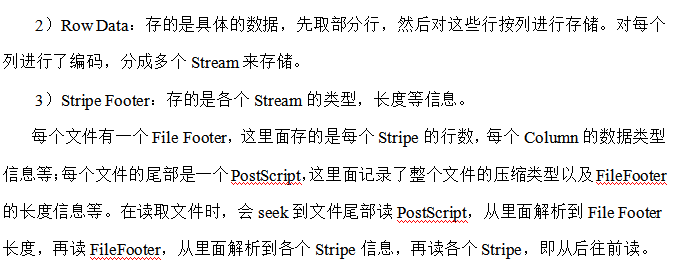 2）Row Data：存的是具体的数据，先取部分行，然后对这些行按列进行存储。对每个
列进行了编码，分成多个 Stream 来存储。
3）Stripe Footer：存的是各个 Stream 的类型，长度等信息。
每个文件有一个 File Footer，这里面存的是每个 Stripe 的行数，每个 Column 的数据类型
信息等；每个文件的尾部是一个 PostScript，这里面记录了整个文件的压缩类型以及 FileFooter
的长度信息等。在读取文件时，会 seek 到文件尾部读 PostScript，从里面解析到 File Footer
长度，再读 FileFooter，从里面解析到各个 Stripe 信息，再读各个 Stripe，即从后往前读。